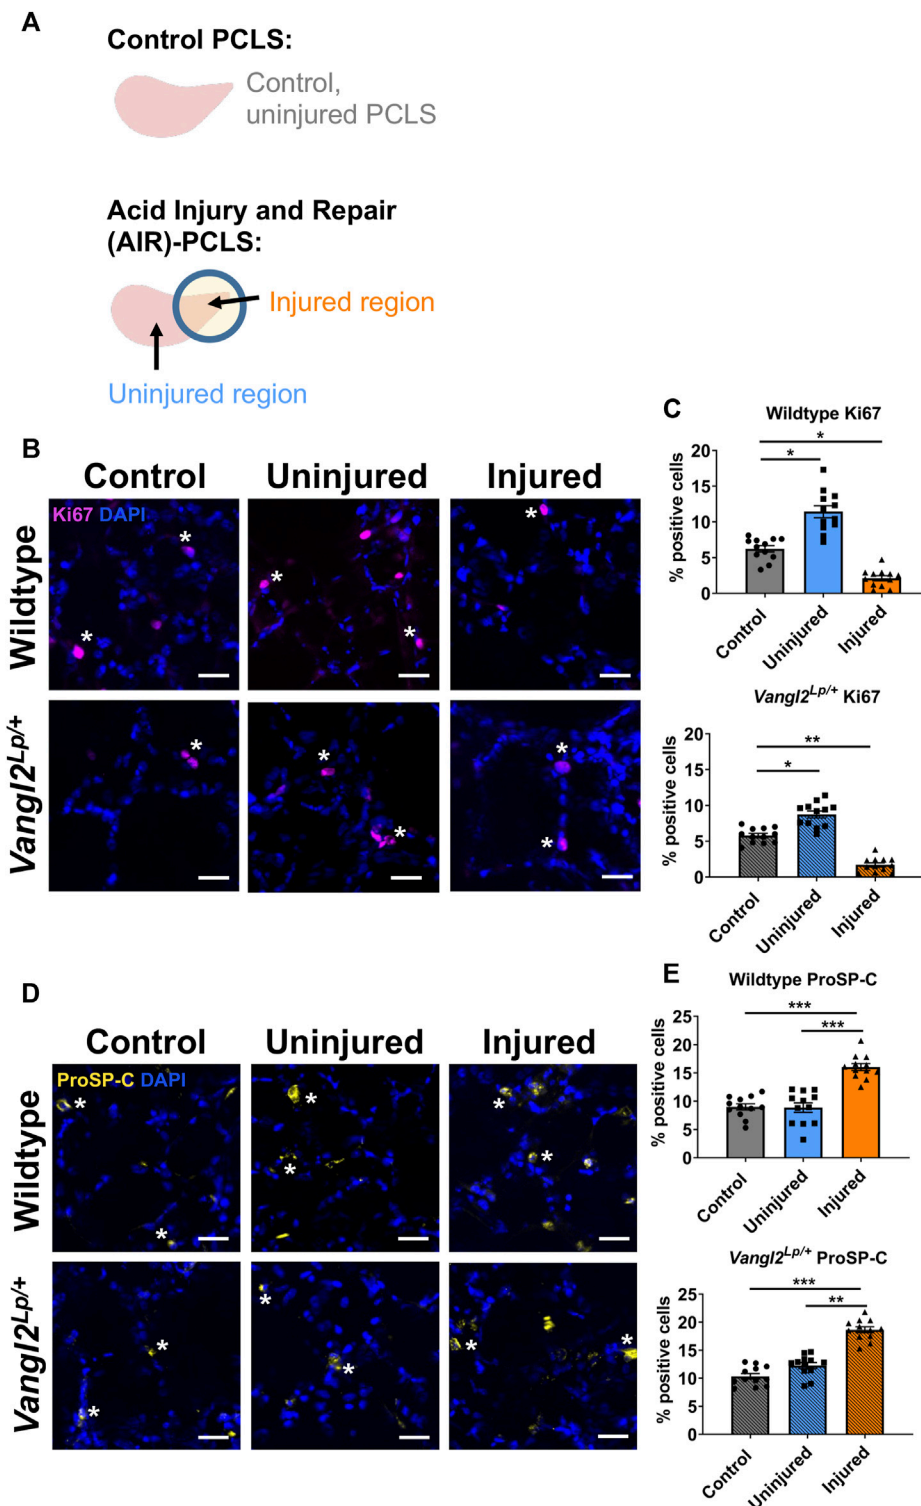 A
Control PCLS:
Control,
uninjured PCLS
Acid Injury and Repair
(AIR)-PCLS:
Injured region
Uninjured region
B
Control Uninjured Injured
Wildtype
Ki67 DAPI
*
*
*
*
*
Vangl2Lp/+
*
*
*
*
*
C
Wildtype Ki67
*
*
% positive cells
20
15
10
5
0
Control
Uninjured
Injured
Vangl2Lp/+ Ki67
**
*
% positive cells
20
15
10
5
0
Control
Uninjured
Injured
D
Control Uninjured Injured
Wildtype
ProSP-C DAPI
*
*
*
*
*
*
Vangl2Lp/+
*
*
*
*
*
*
E
Wildtype ProSP-C
***
***
% positive cells
25
20
15
10
5
0
Control
Uninjured
Injured
Vangl2Lp/+ ProSP-C
***
**
% positive cells
25
20
15
10
5
0
Control
Uninjured
Injured